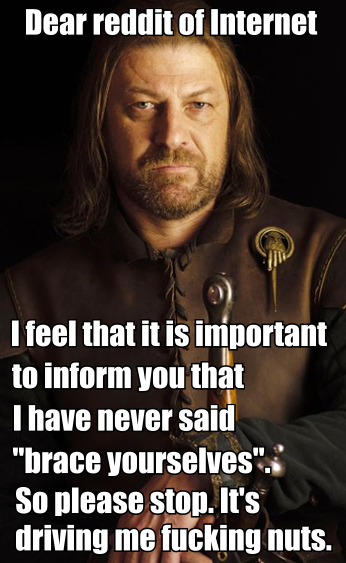 Dear reddit of Internet
I feel that it is important
to inform you that
I have never said
"brace yourselves".
So please stop. It's
driving me fucking nuts.